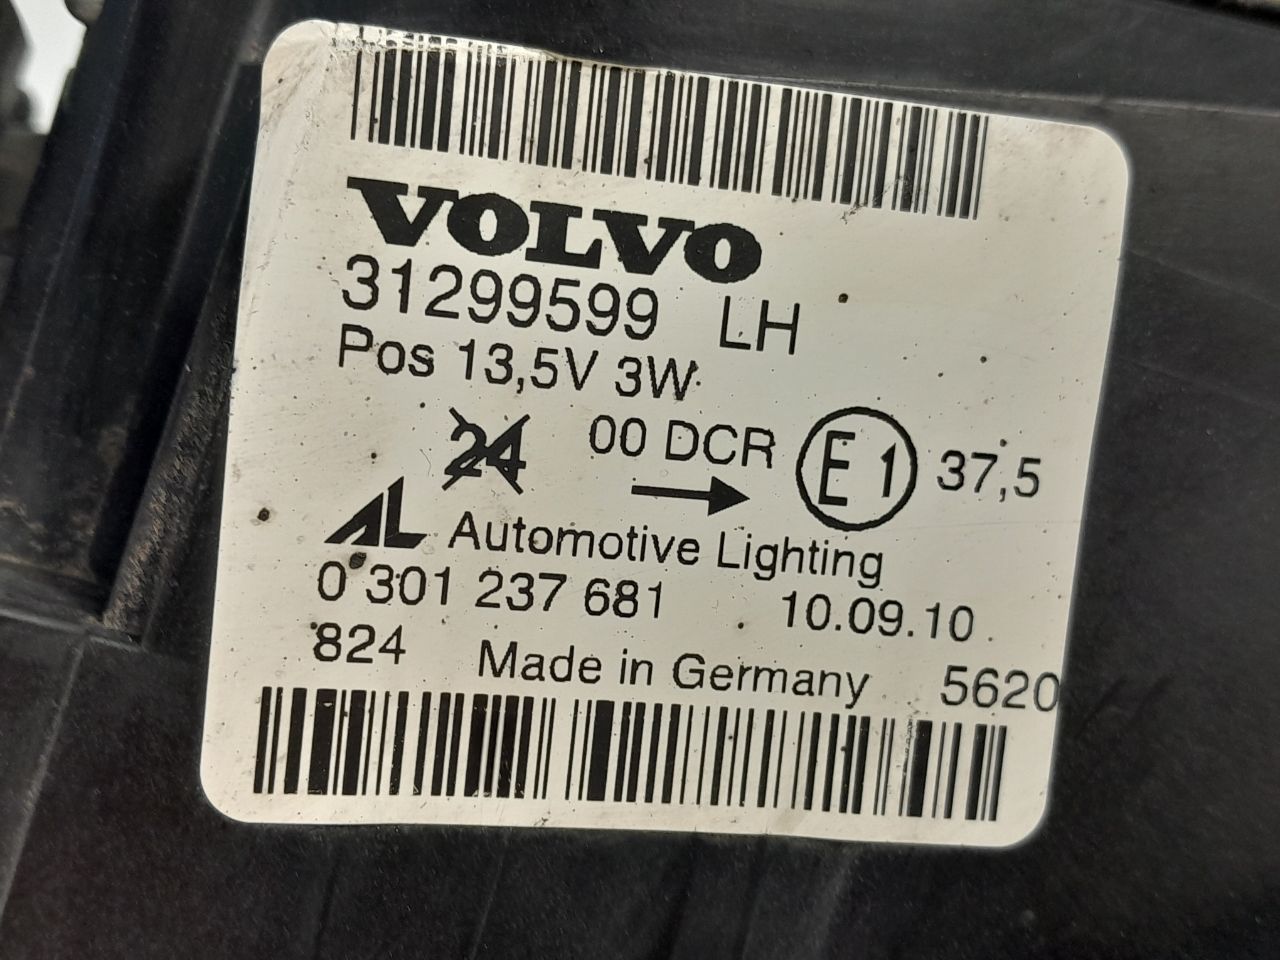 VOLVO
31299599 LH
Pos 13,5V 3W
24 00 DCR E1 37,5
AL Automotive Lighting
0 301 237 681 10.09.10
824 Made in Germany 5620